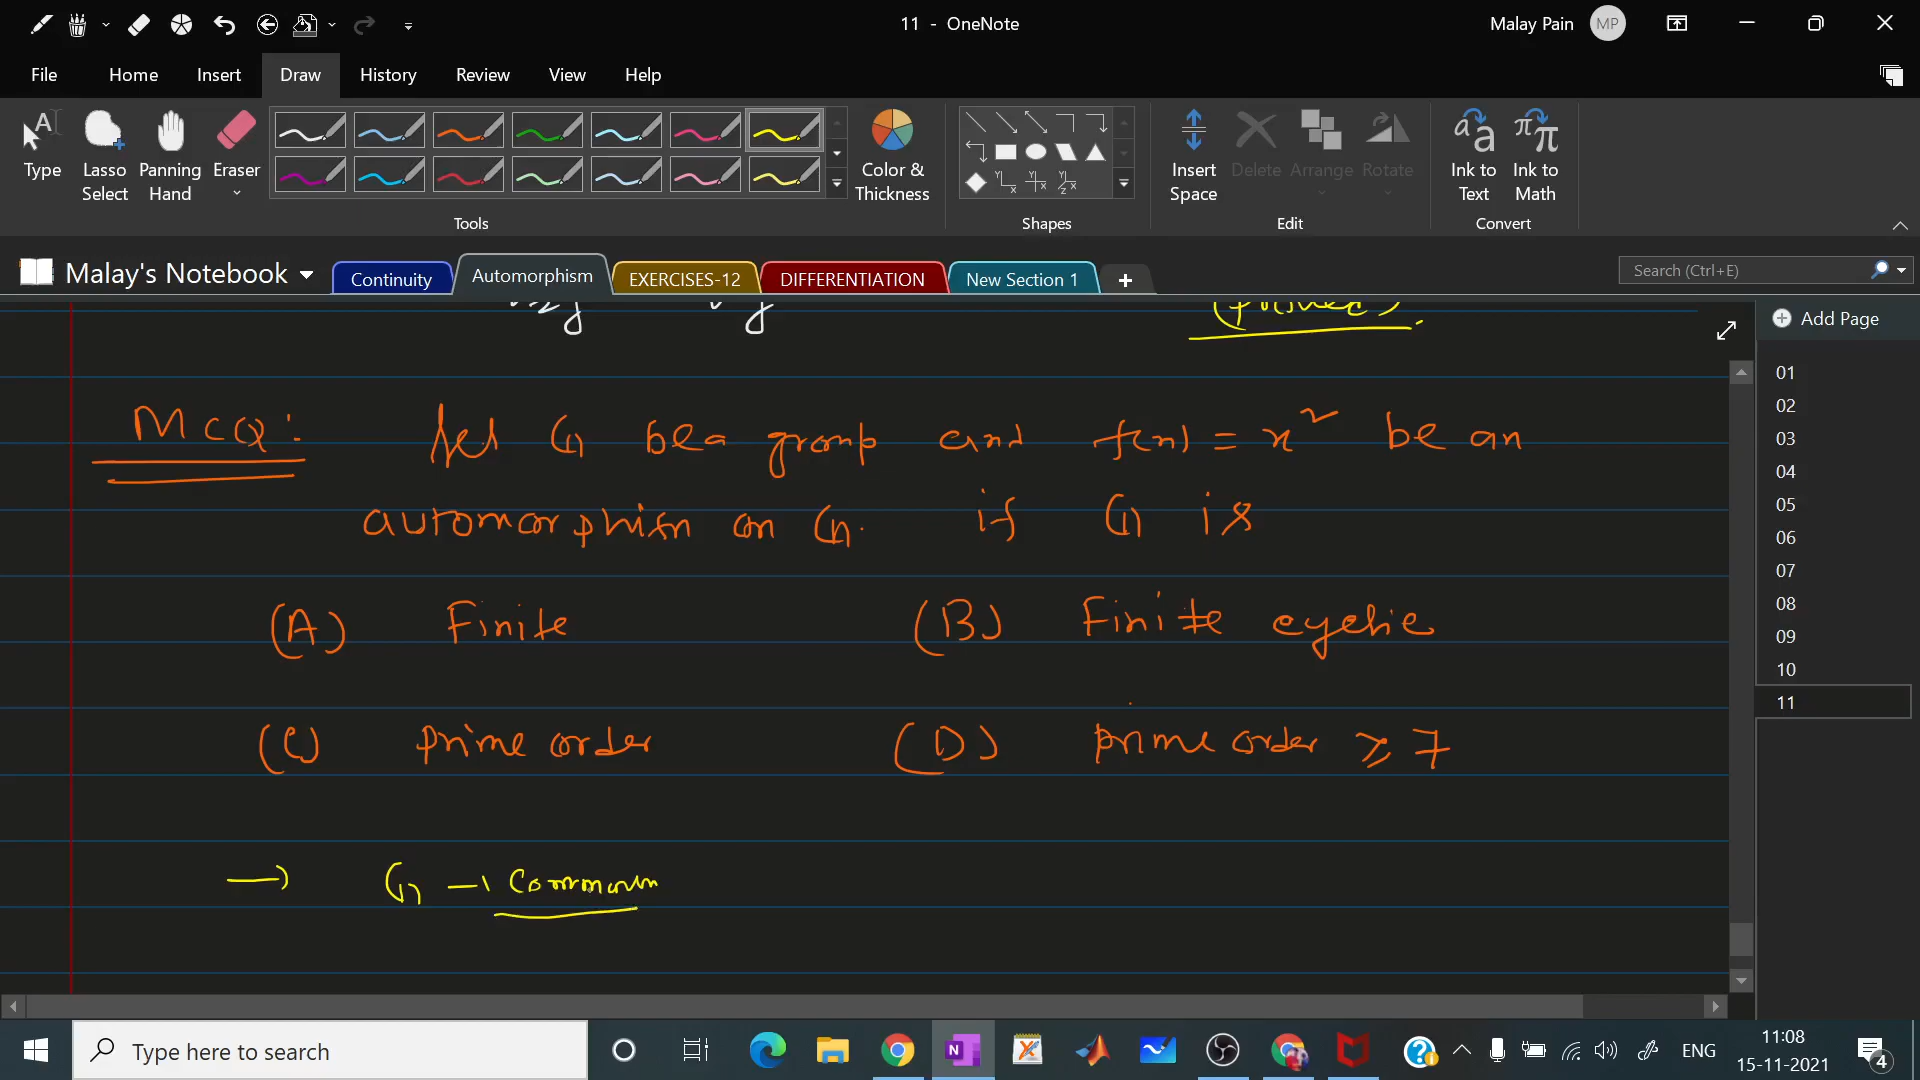 11 - OneNote
Malay Pain MP
File Home Insert Draw History Review View Help
Type
Lasso Select
Panning Hand
Eraser
Color & Thickness
Insert Space
Delete Arrange Rotate
Ink to Text
Ink to Math
Tools Shapes Edit Convert
Malay's Notebook Continuity Automorphism EXERCISES-12 DIFFERENTIATION New Section 1 +
Search (Ctrl+E)
Add Page
01
02
03
04
05
06
07
08
09
10
11
MCQ: Let G be a group and f(x) = x² be an
automorphism on G. if G is
(A) Finite (B) Finite cyclic
(C) prime order (D) prime order ≥ 7
→ G →
Type here to search
ENG
11:08
15-11-2021
4